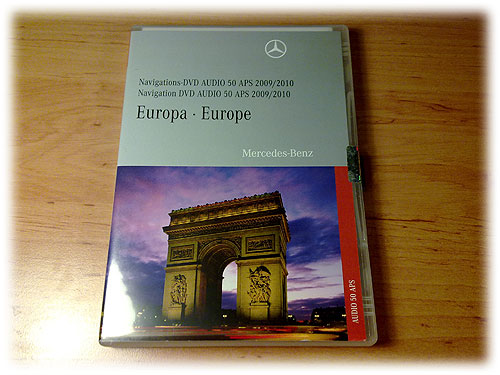 Navigations-DVD AUDIO 50 APS 2009/2010
Navigation DVD AUDIO 50 APS 2009/2010
Europa · Europe
Mercedes-Benz
AUDIO 50 APS